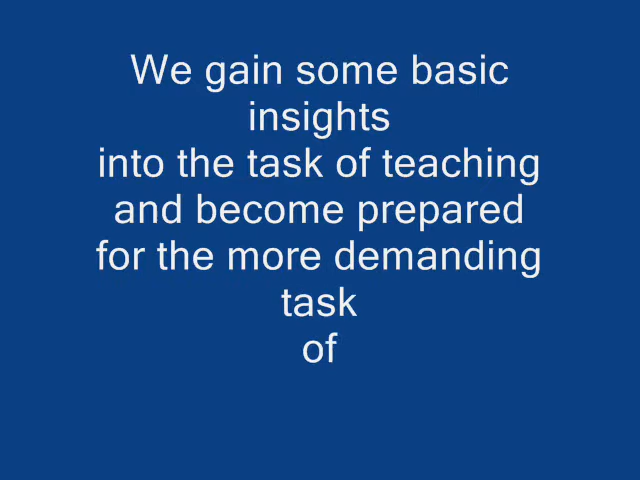 We gain some basic
insights
into the task of teaching
and become prepared
for the more demanding
task
of